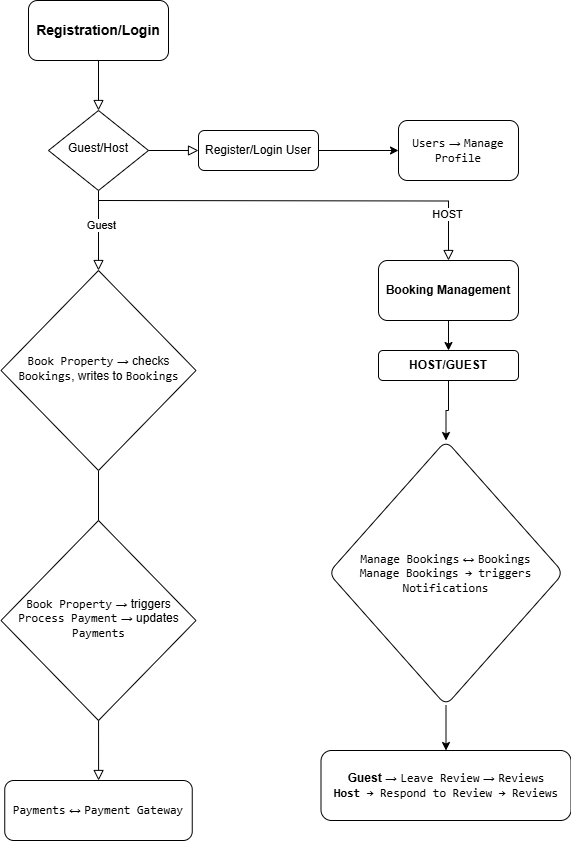 Registration/Login
Guest/Host
Register/Login User
Users → Manage
Profile
Guest
HOST
Booking Management
HOST/GUEST
Book Property → checks
Bookings, writes to Bookings
Manage Bookings ↔ Bookings
Manage Bookings → triggers
Notifications
Book Property → triggers
Process Payment → updates
Payments
Guest → Leave Review → Reviews
Host → Respond to Review → Reviews
Payments ↔ Payment Gateway